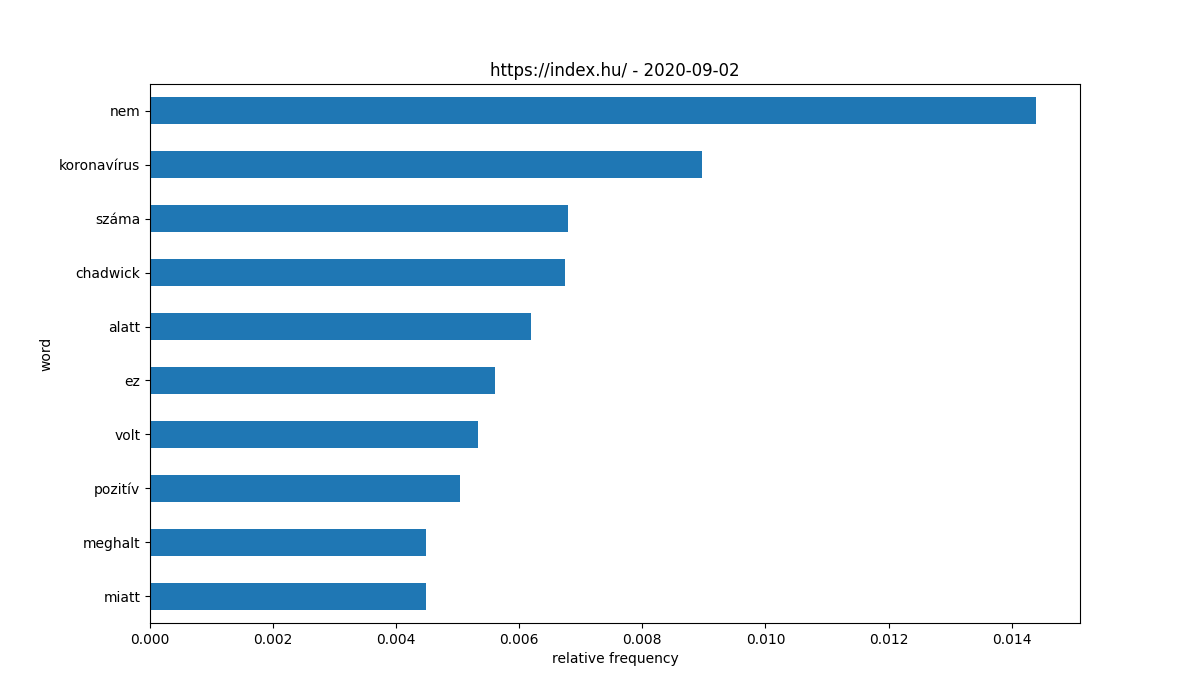 https://index.hu/ - 2020-09-02
word
nem
koronavírus
száma
chadwick
alatt
ez
volt
pozitív
meghalt
miatt
0.000 0.002 0.004 0.006 0.008 0.010 0.012 0.014
relative frequency